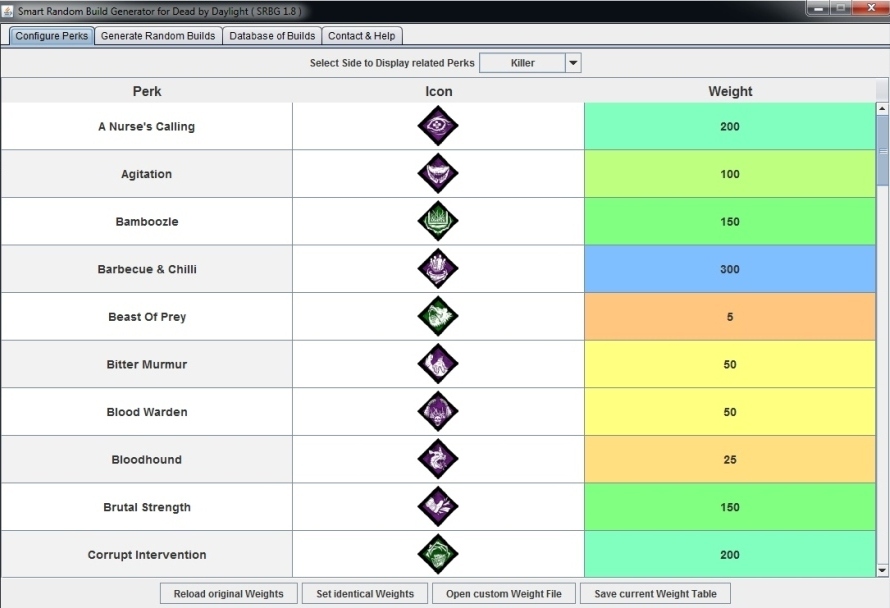 Smart Random Build Generator for Dead by Daylight ( SRBG 1.8 )
Configure Perks Generate Random Builds Database of Builds Contact & Help
Select Side to Display related Perks Killer
Perk Icon Weight
A Nurse's Calling 200
Agitation 100
Bamboozle 150
Barbecue & Chilli 300
Beast Of Prey 5
Bitter Murmur 50
Blood Warden 50
Bloodhound 25
Brutal Strength 150
Corrupt Intervention 200
Reload original Weights Set identical Weights Open custom Weight File Save current Weight Table